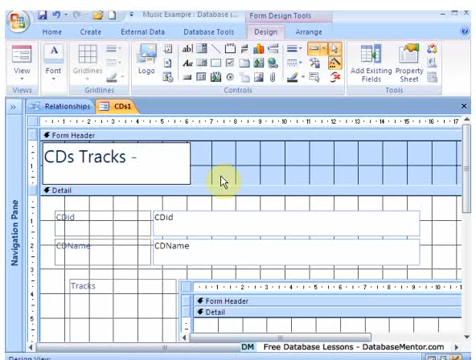 Music Example : Database (...
Form Design Tools
Home
Create
External Data
Database Tools
Design
Arrange
View
Font
Gridlines
Logo
Add Existing Fields
Property Sheet
Views
Gridlines
Controls
Tools
Relationships
CDs1
Form Header
CDs Tracks -
Detail
CDid
CDid
CDName
CDName
Tracks
Form Header
Detail
Navigation Pane
DM Free Database Lessons - DatabaseMentor.com